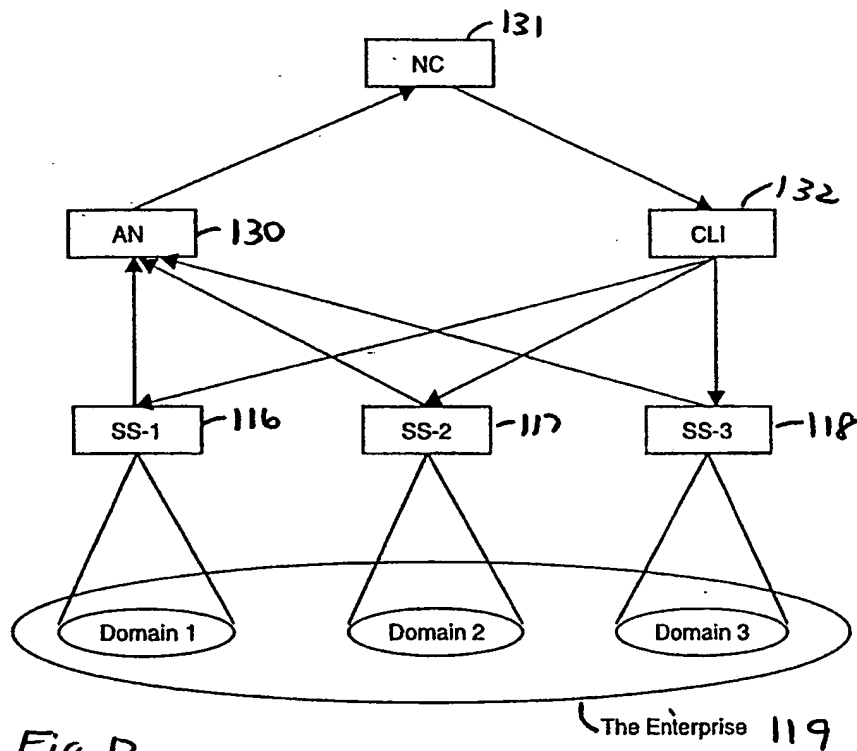 131
NC
132
AN
130
CLI
SS-1
116
SS-2
117
SS-3
118
Domain 1
Domain 2
Domain 3
The Enterprise 119
Fig D